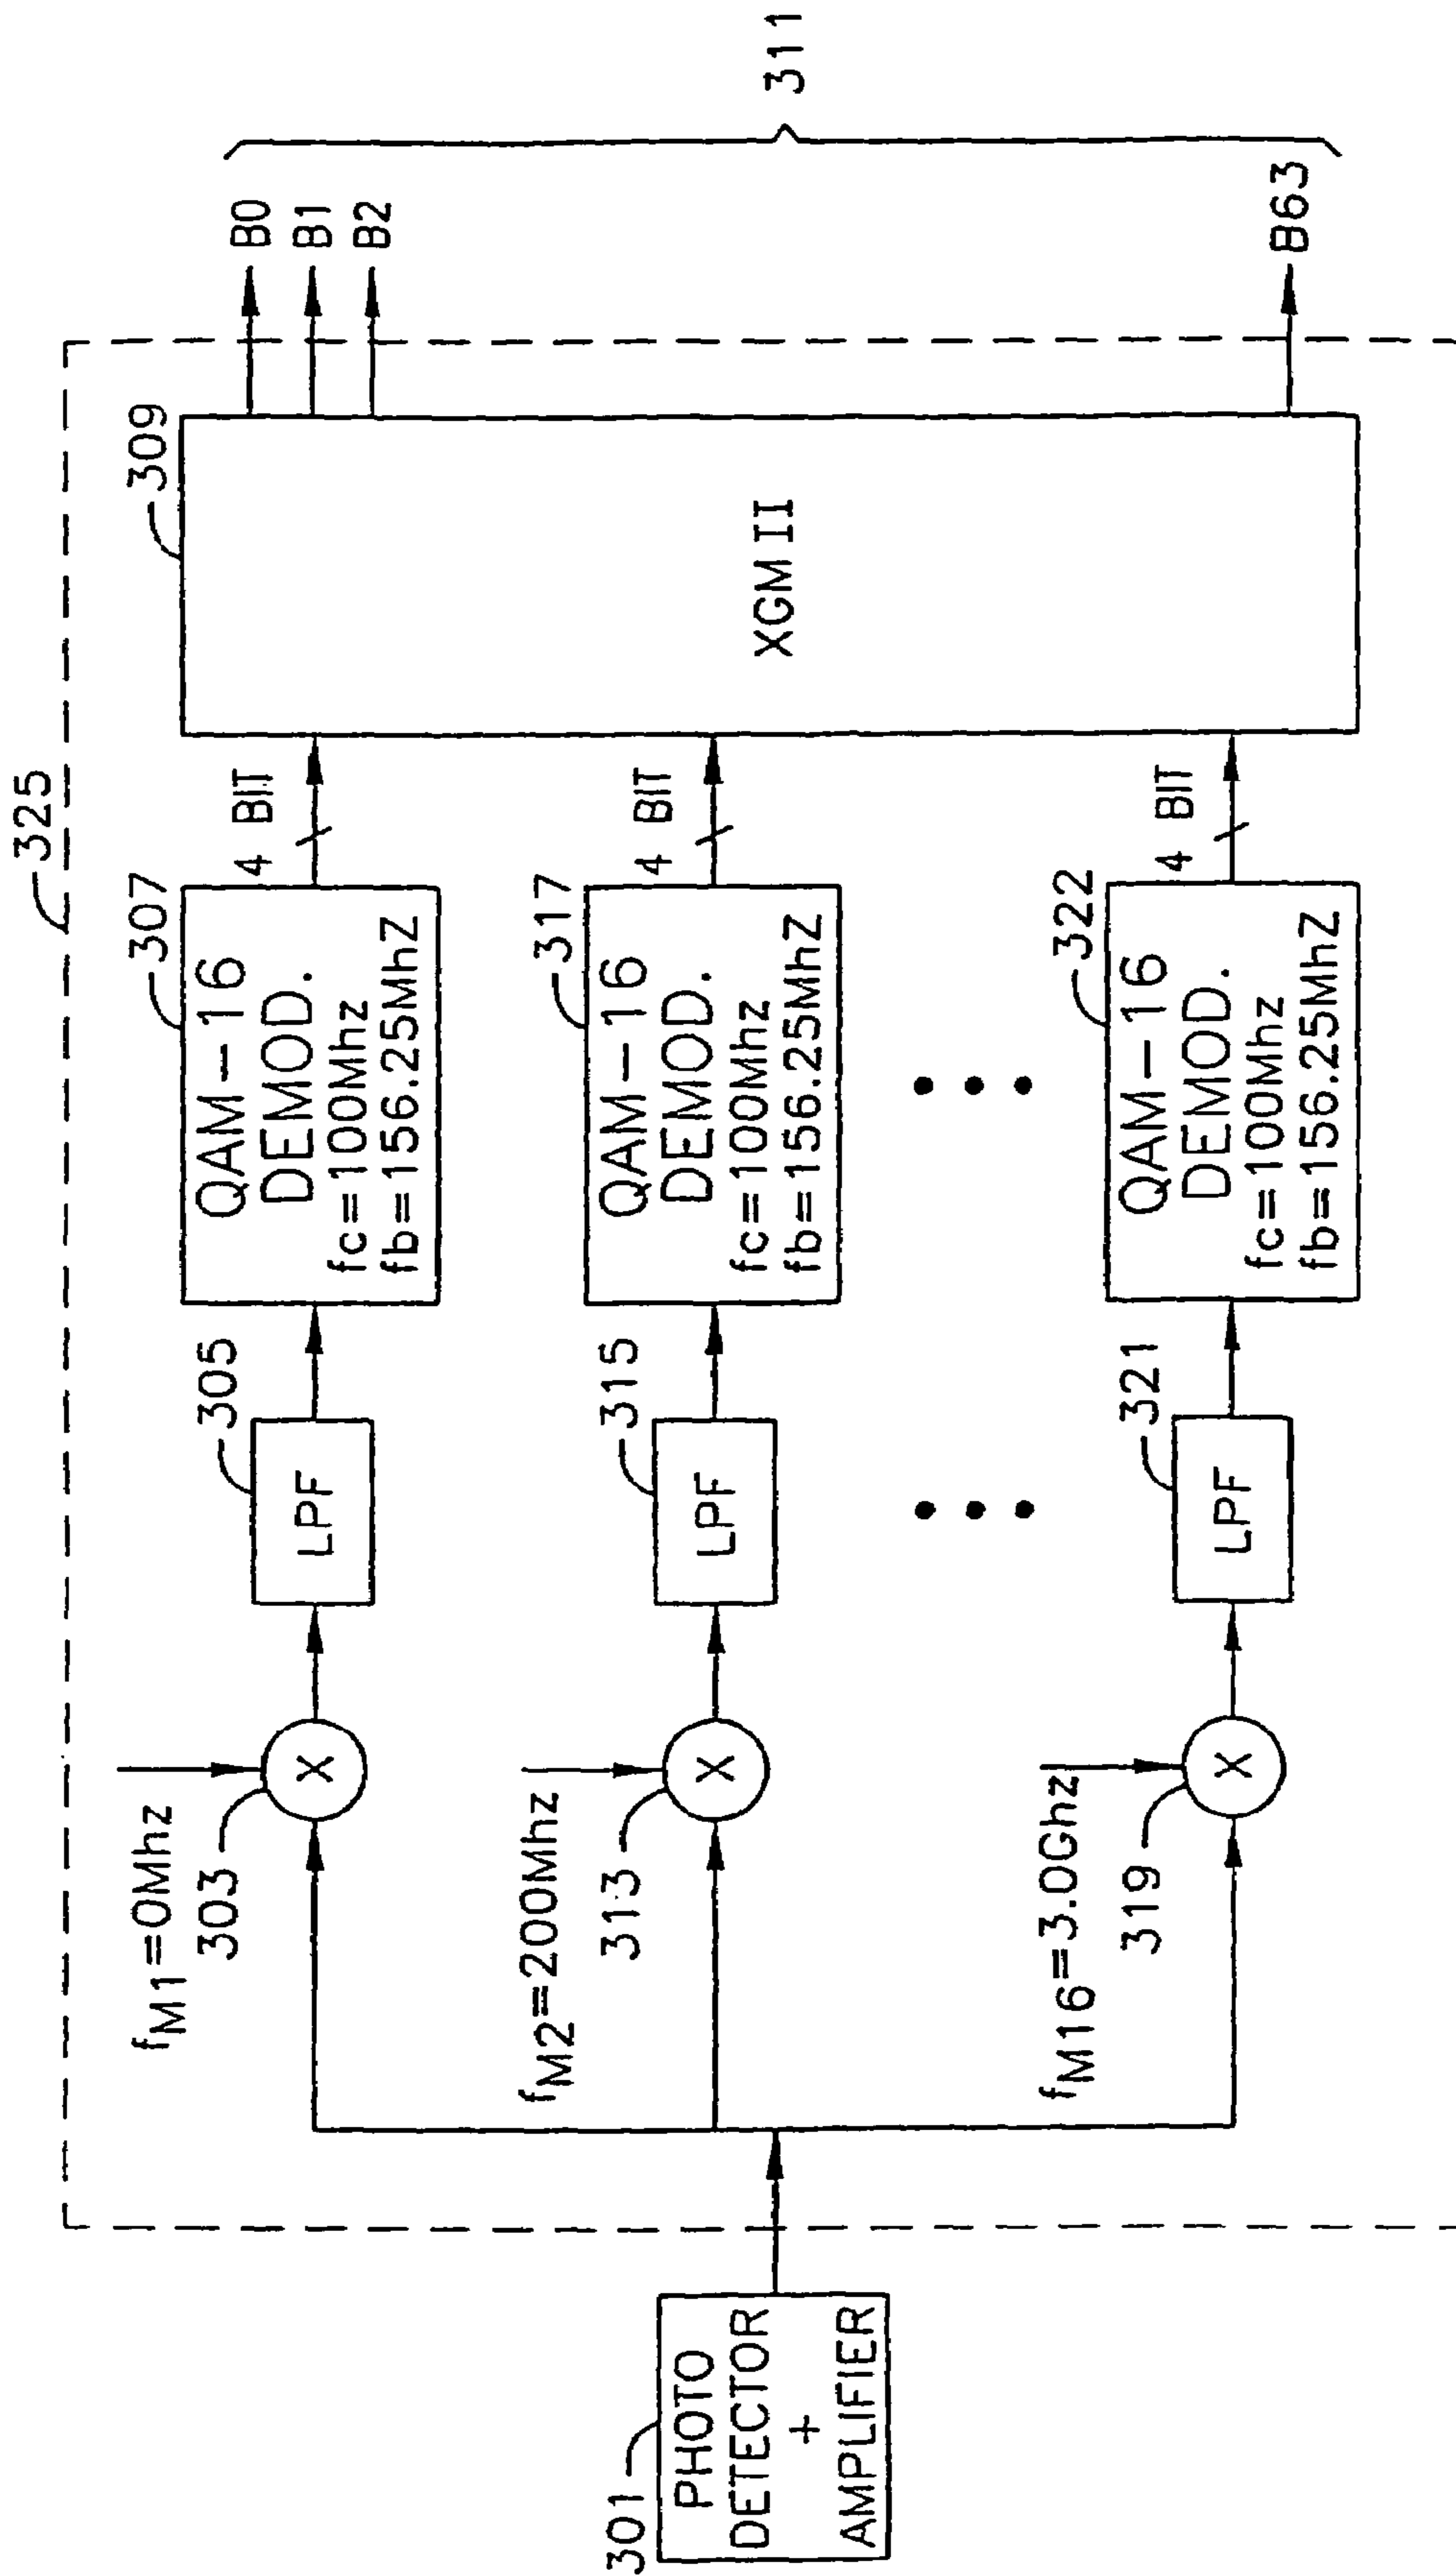 325
301
PHOTO
DETECTOR
+
AMPLIFIER
fM1=0Mhz
303
X
305
LPF
307
QAM-16
DEMOD.
fc=100Mhz
fb=156.25MhZ
4 BIT
fM2=200Mhz
313
X
315
LPF
317
QAM-16
DEMOD.
fc=100Mhz
fb=156.25MhZ
4 BIT
fM16=3.0Ghz
319
X
321
LPF
322
QAM-16
DEMOD.
fc=100Mhz
fb=156.25MhZ
4 BIT
309
XGM II
B0
B1
B2
B63
311